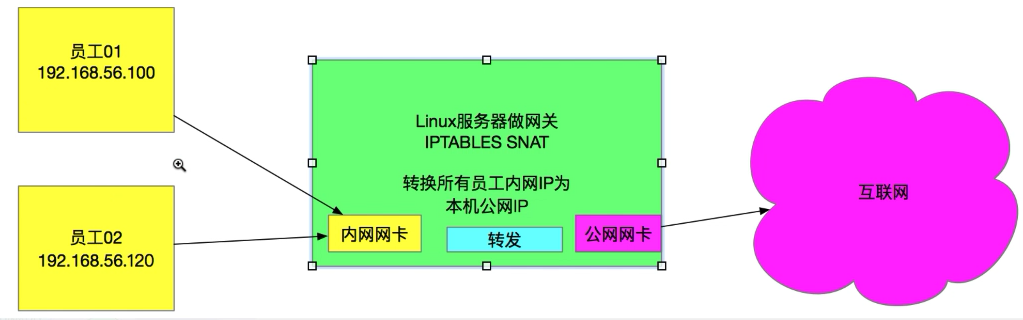 员工01
192.168.56.100
员工02
192.168.56.120
Linux服务器做网关
IPTABLES SNAT
转换所有员工内网IP为
本机公网IP
内网网卡
转发
公网网卡
互联网